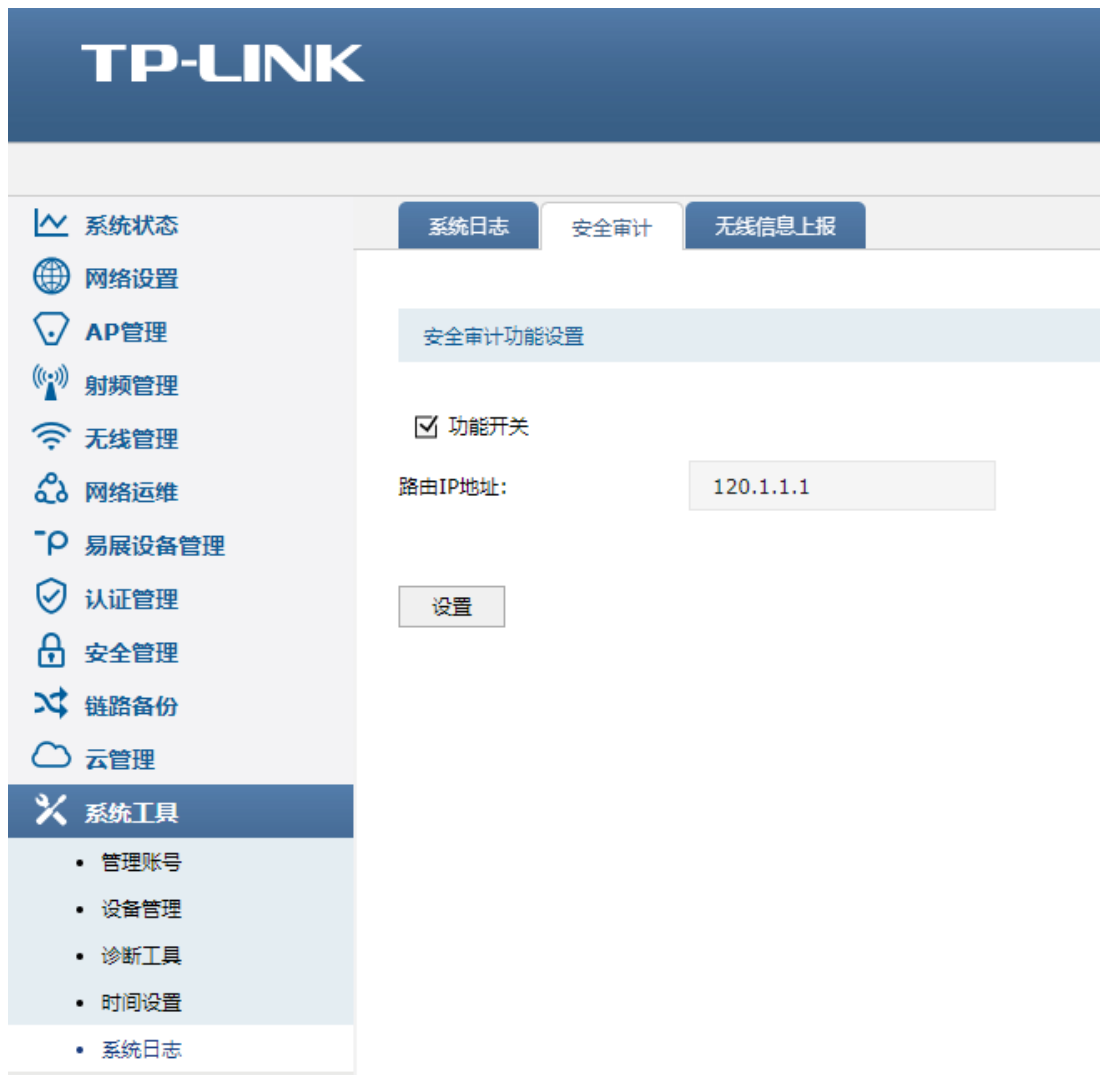 TP-LINK
系统状态
网络设置
AP管理
射频管理
无线管理
网络运维
易展设备管理
认证管理
安全管理
链路备份
云管理
系统工具
管理账号
设备管理
诊断工具
时间设置
系统日志
系统日志 安全审计 无线信息上报
安全审计功能设置
功能开关
路由IP地址: 120.1.1.1
设置